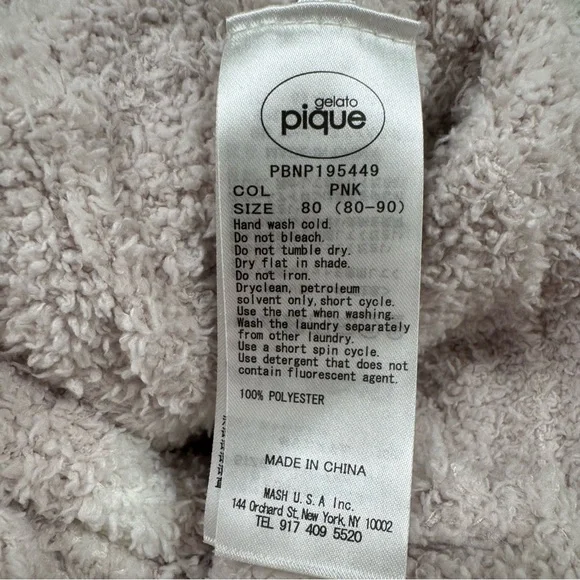 gelato
pique
PBNP195449
COL PNK
SIZE 80 (80-90)
Hand wash cold.
Do not bleach.
Do not tumble dry.
Dry flat in shade.
Do not iron.
Dryclean, petroleum
solvent only, short cycle.
Use the net when washing.
Wash the laundry separately
from other laundry.
Use a short spin cycle.
Use detergent that does not
contain fluorescent agent.
100% POLYESTER
MADE IN CHINA
MASH U.S.A Inc.
144 Orchard St, New York, NY 10002
TEL 917 409 5520